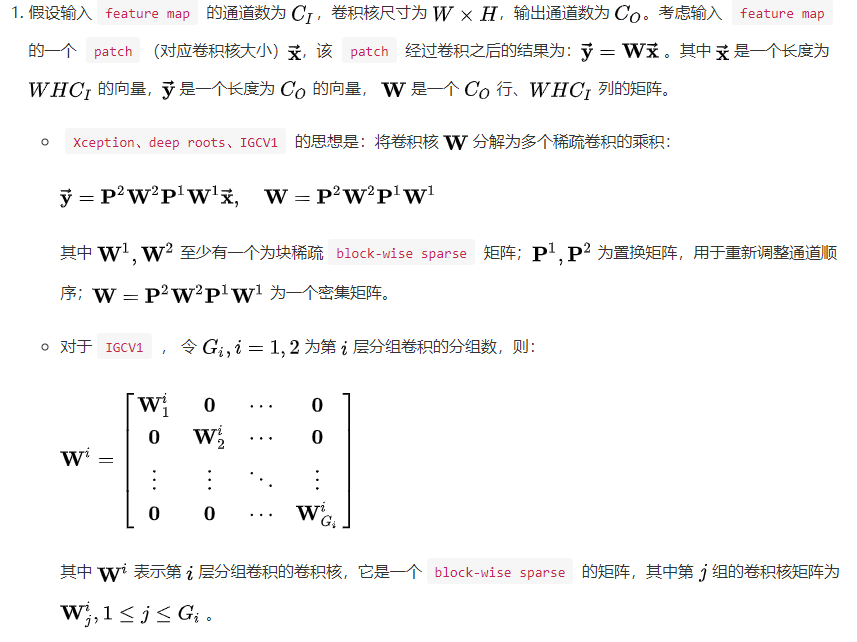 1. 假设输入 feature map 的通道数为 $C_I$，卷积核尺寸为 $W \times H$，输出通道数为 $C_O$。考虑输入 feature map
的一个 patch （对应卷积核大小）$\vec{\mathbf{x}}$，该 patch 经过卷积之后的结果为：$\vec{\mathbf{y}} = \mathbf{W}\vec{\mathbf{x}}$ 。其中 $\vec{\mathbf{x}}$ 是一个长度为
$WHC_I$ 的向量，$\vec{\mathbf{y}}$ 是一个长度为 $C_O$ 的向量， $\mathbf{W}$ 是一个 $C_O$ 行、$WHC_I$ 列的矩阵。
Xception、deep roots、IGCV1 的思想是：将卷积核 $\mathbf{W}$ 分解为多个稀疏卷积的乘积：
$\vec{\mathbf{y}} = \mathbf{P}^2\mathbf{W}^2\mathbf{P}^1\mathbf{W}^1\vec{\mathbf{x}}, \quad \mathbf{W} = \mathbf{P}^2\mathbf{W}^2\mathbf{P}^1\mathbf{W}^1$
其中 $\mathbf{W}^1, \mathbf{W}^2$ 至少有一个为块稀疏 block-wise sparse 矩阵；$\mathbf{P}^1, \mathbf{P}^2$ 为置换矩阵，用于重新调整通道顺
序；$\mathbf{W} = \mathbf{P}^2\mathbf{W}^2\mathbf{P}^1\mathbf{W}^1$ 为一个密集矩阵。
对于 IGCV1 ， 令 $G_i, i = 1, 2$ 为第 $i$ 层分组卷积的分组数，则：
$\mathbf{W}^i = \begin{bmatrix} \mathbf{W}_1^i & \mathbf{0} & \cdots & \mathbf{0} \\ \mathbf{0} & \mathbf{W}_2^i & \cdots & \mathbf{0} \\ \vdots & \vdots & \ddots & \vdots \\ \mathbf{0} & \mathbf{0} & \cdots & \mathbf{W}_{G_i}^i \end{bmatrix}$
其中 $\mathbf{W}^i$ 表示第 $i$ 层分组卷积的卷积核，它是一个 block-wise sparse 的矩阵，其中第 $j$ 组的卷积核矩阵为
$\mathbf{W}_j^i, 1 \le j \le G_i$ 。